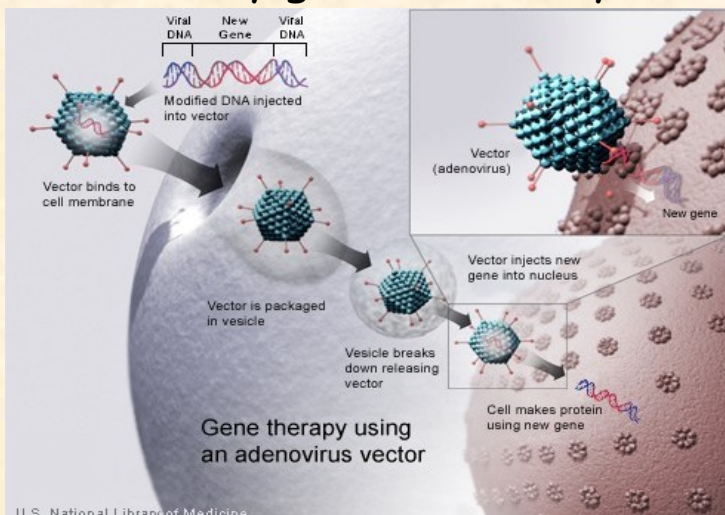 Viral
DNA
New
Gene
Viral
DNA
Modified DNA injected
into vector
Vector binds to
cell membrane
Vector
(adenovirus)
New gene
Vector injects new
gene into nucleus
Vector is packaged
in vesicle
Vesicle breaks
down releasing
vector
Cell makes protein
using new gene
Gene therapy using
an adenovirus vector
U.S. National Library of Medicine